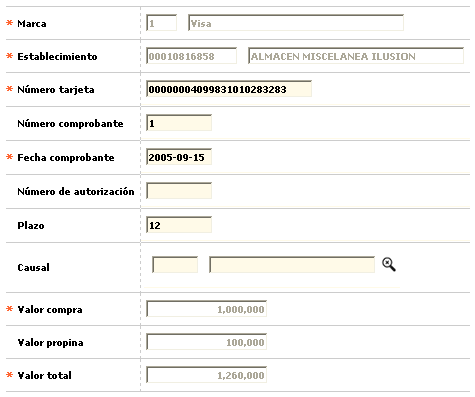 * Marca 1 Visa
* Establecimiento 00010816858 ALMACEN MISCELANEA ILUSION
* Número tarjeta 00000004099831010283283
Número comprobante 1
* Fecha comprobante 2005-09-15
Número de autorización
Plazo 12
Causal
* Valor compra 1,000,000
Valor propina 100,000
* Valor total 1,260,000